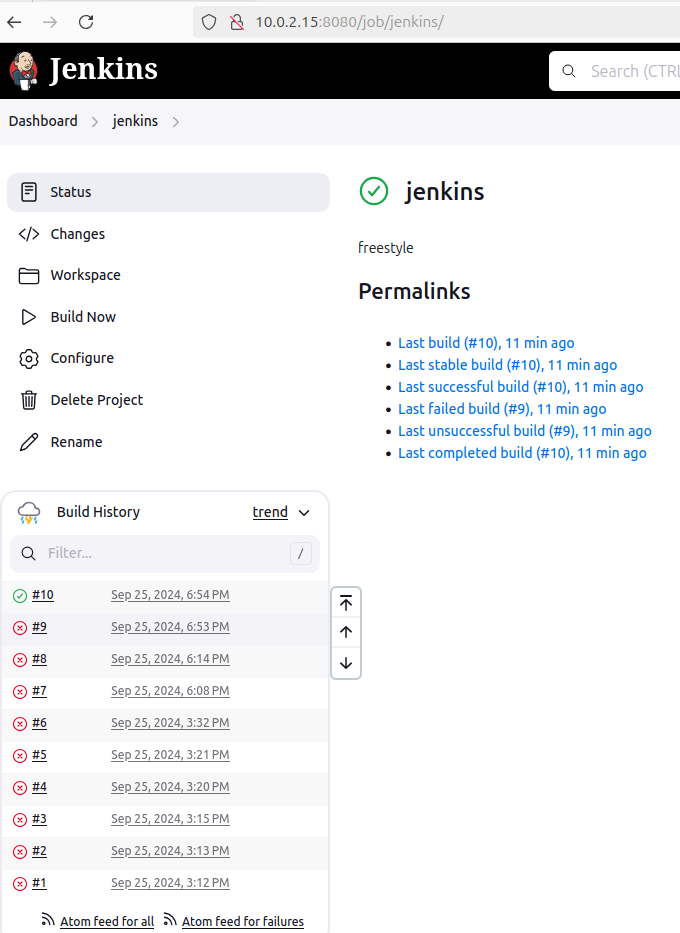 10.0.2.15:8080/job/jenkins/
Jenkins
Search (CTRL
Dashboard jenkins
Status
Changes
Workspace
Build Now
Configure
Delete Project
Rename
jenkins
freestyle
Permalinks
Last build (#10), 11 min ago
Last stable build (#10), 11 min ago
Last successful build (#10), 11 min ago
Last failed build (#9), 11 min ago
Last unsuccessful build (#9), 11 min ago
Last completed build (#10), 11 min ago
Build History trend
Filter... /
#10 Sep 25, 2024, 6:54 PM
#9 Sep 25, 2024, 6:53 PM
#8 Sep 25, 2024, 6:14 PM
#7 Sep 25, 2024, 6:08 PM
#6 Sep 25, 2024, 3:32 PM
#5 Sep 25, 2024, 3:21 PM
#4 Sep 25, 2024, 3:20 PM
#3 Sep 25, 2024, 3:15 PM
#2 Sep 25, 2024, 3:13 PM
#1 Sep 25, 2024, 3:12 PM
Atom feed for all Atom feed for failures